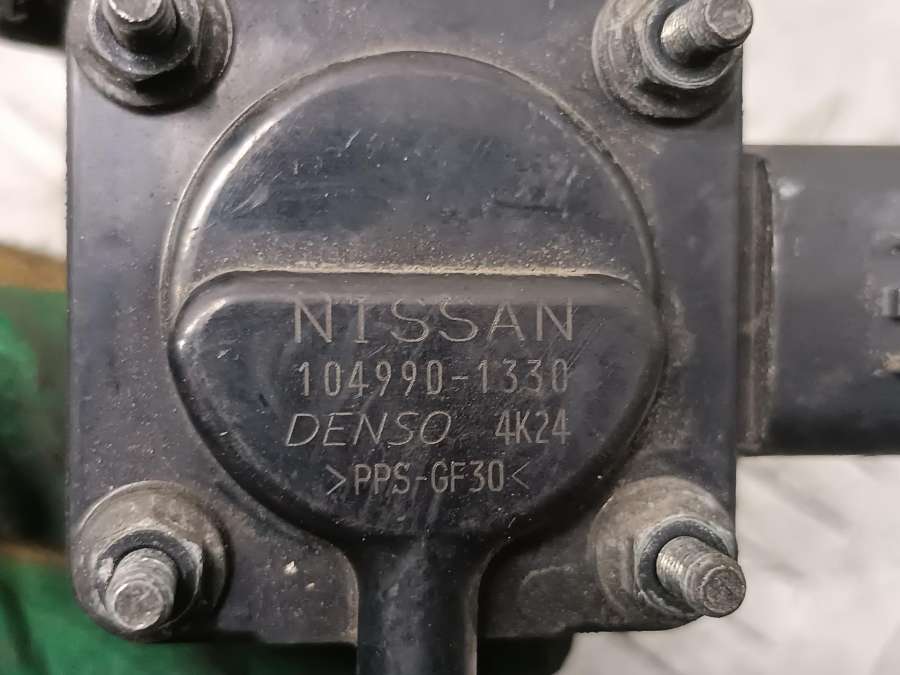 NISSAN
104990-1330
DENSO 4K24
>PPS-GF30<